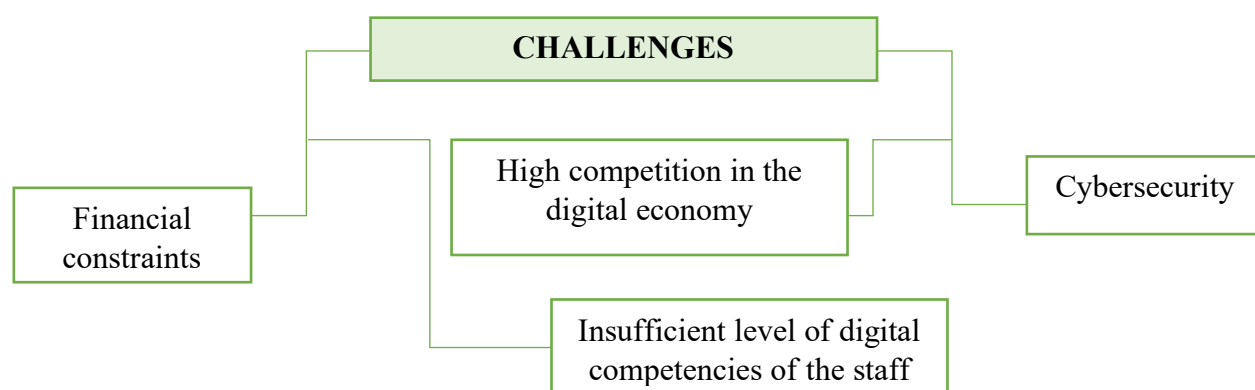 CHALLENGES
High competition in the
digital economy
Cybersecurity
Financial
constraints
Insufficient level of digital
competencies of the staff